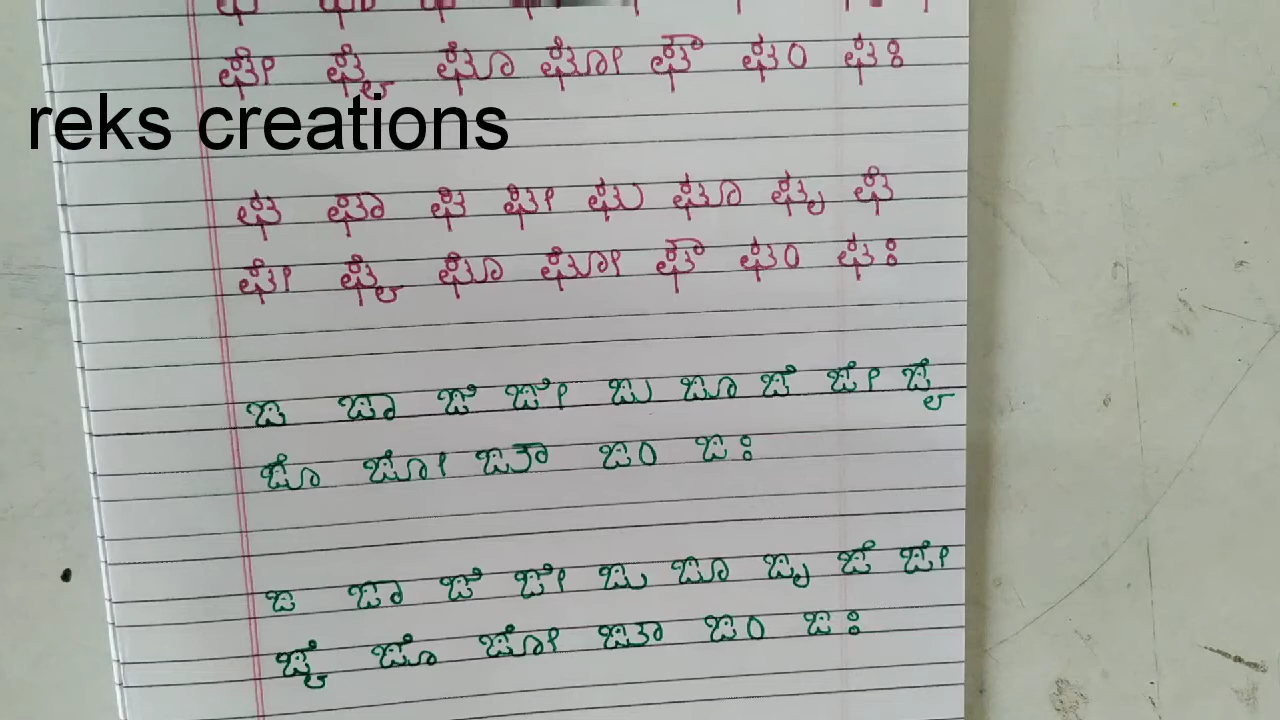 ಛೇ ಛೈ ಛೊ ಛೋ ಛೌ ಛಂ ಛಃ
reks creations
ಛ ಛಾ ಛಿ ಛೀ ಛು ಛೂ ಛೃ ಛೆ
ಛೇ ಛೈ ಛೊ ಛೋ ಛೌ ಛಂ ಛಃ
ಜ ಜಾ ಜಿ ಜೀ ಜು ಜೂ ಜೆ ಜೇ ಜೈ
ಜೊ ಜೋ ಜೌ ಜಂ ಜಃ
ಜ ಜಾ ಜಿ ಜೀ ಜು ಜೂ ಜೃ ಜೆ ಜೇ
ಜೈ ಜೊ ಜೋ ಜೌ ಜಂ ಜಃ